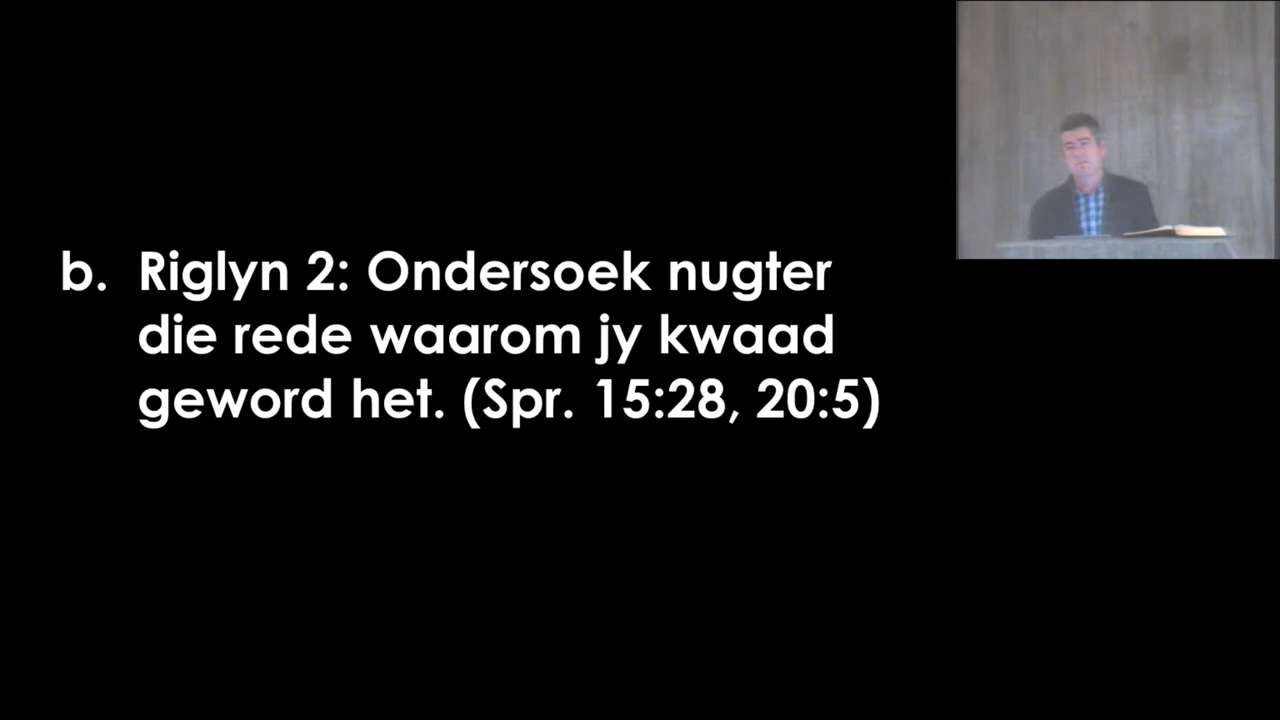 b. Riglyn 2: Ondersoek nugter
die rede waarom jy kwaad
geword het. (Spr. 15:28, 20:5)